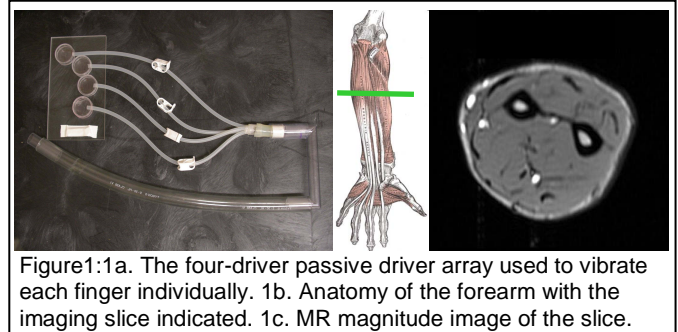 Figure1:1a. The four-driver passive driver array used to vibrate
each finger individually. 1b. Anatomy of the forearm with the
imaging slice indicated. 1c. MR magnitude image of the slice.